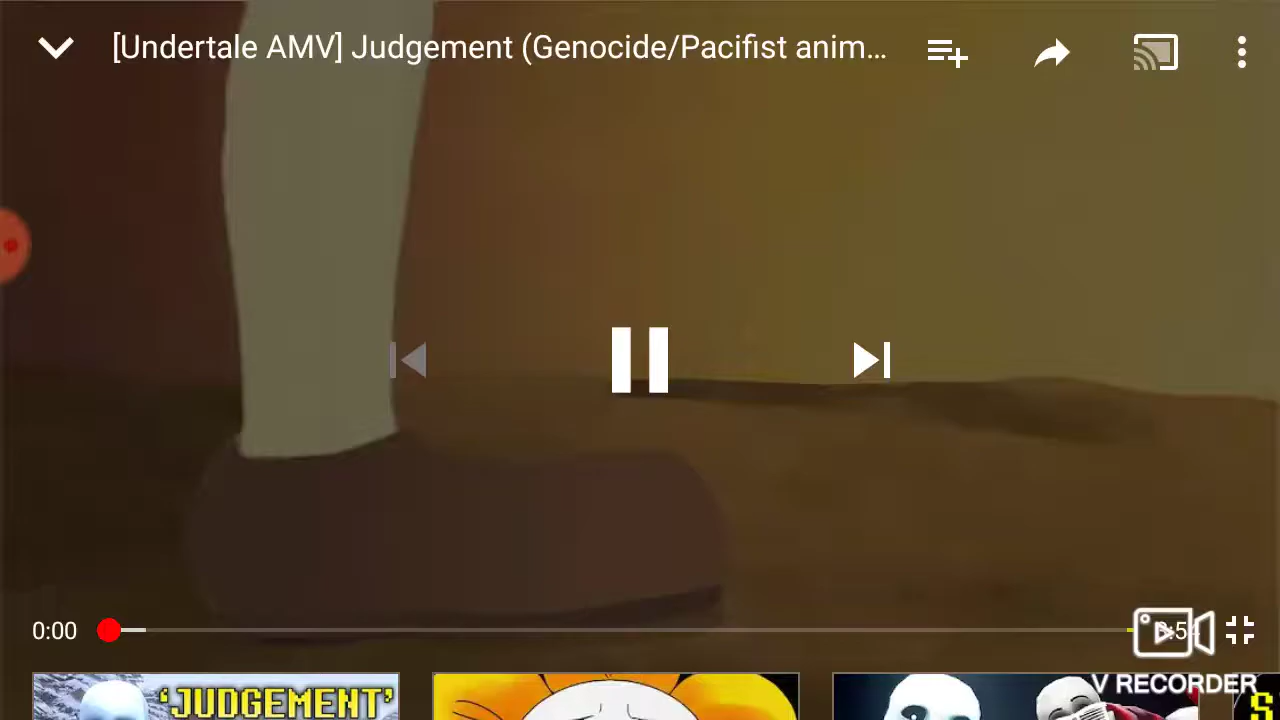 [Undertale AMV] Judgement (Genocide/Pacifist anim...
0:00
V RECORDER
'JUDGEMENT'
S